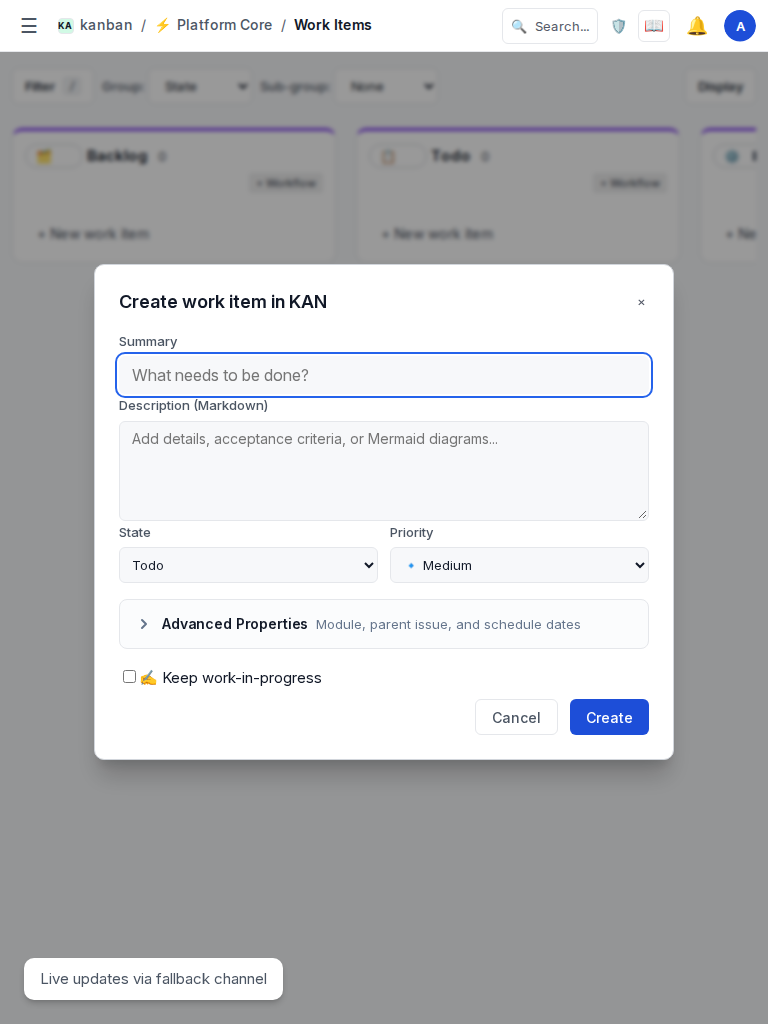 ☰ KA kanban / ⚡ Platform Core / Work Items 🔍 Search... 🛡️ 📖 🔔 A
Filter / Group: State Sub-group: None Display
🗂️ Backlog 0 📋 Todo 0 ⚙️
+ Workflow + Workflow
+ New work item + New work item + Ne
Create work item in KAN ×
Summary
What needs to be done?
Description (Markdown)
Add details, acceptance criteria, or Mermaid diagrams...
State Priority
Todo 🔹 Medium
Advanced Properties Module, parent issue, and schedule dates
✍️ Keep work-in-progress
Cancel Create
Live updates via fallback channel